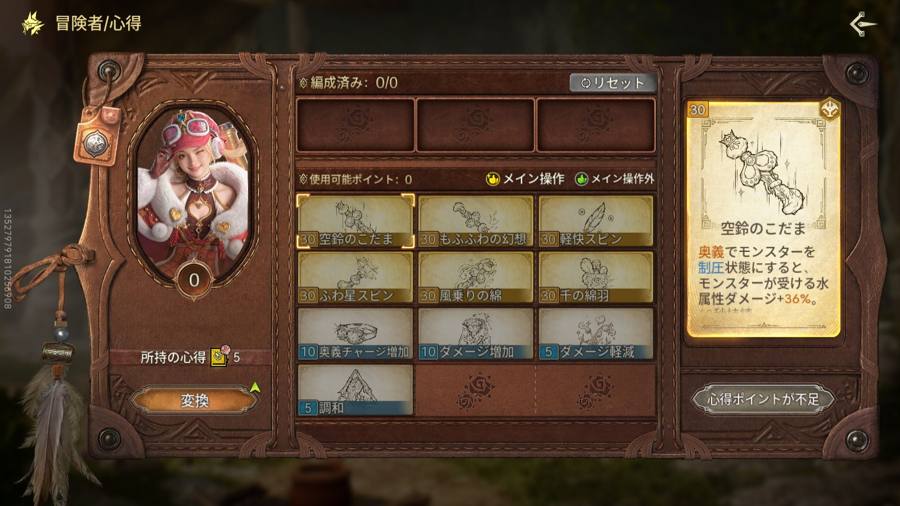 冒険者/心得
編成済み: 0/0
リセット
使用可能ポイント: 0
メイン操作
メイン操作外
30 空鈴のこだま
30 もふふわの幻想
30 軽快スピン
30 ふわ星スピン
30 風乗りの綿
30 千の綿羽
10 奥義チャージ増加
10 ダメージ増加
5 ダメージ軽減
5 調和
0
所持の心得 5
変換
30
空鈴のこだま
奥義でモンスターを
制圧状態にすると、
モンスターが受ける水
属性ダメージ+36%。
心得ポイントが不足